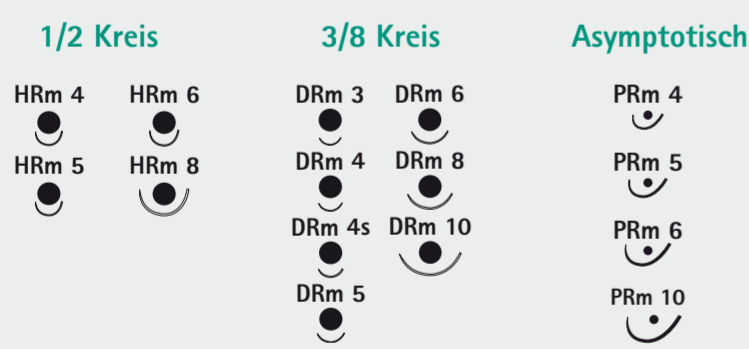 1/2 Kreis
HRm 4 HRm 6
HRm 5 HRm 8
3/8 Kreis
DRm 3 DRm 6
DRm 4 DRm 8
DRm 4s DRm 10
DRm 5
Asymptotisch
PRm 4
PRm 5
PRm 6
PRm 10